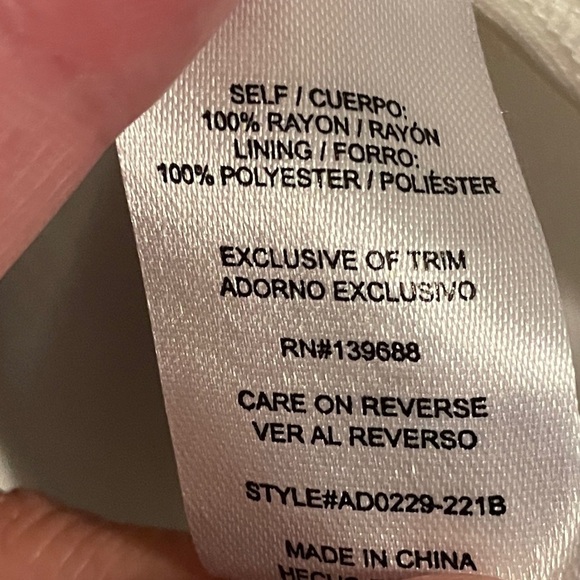 SELF / CUERPO:
100% RAYON / RAYÓN
LINING / FORRO:
100% POLYESTER / POLIÉSTER
EXCLUSIVE OF TRIM
ADORNO EXCLUSIVO
RN#139688
CARE ON REVERSE
VER AL REVERSO
STYLE#AD0229-221B
MADE IN CHINA